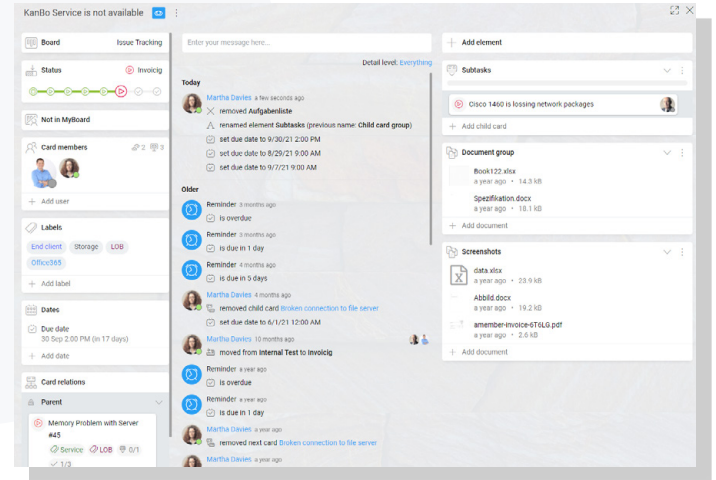 KanBo Service is not available
Board Issue Tracking
Status Invoicig
Not in MyBoard
Card members 2 3
+ Add user
Labels
End client Storage LOB
Office365
+ Add label
Dates
Due date
30 Sep 2:00 PM (in 17 days)
+ Add date
Card relations
Parent
Memory Problem with Server
#45
Service LOB 0/1
1/3
Enter your message here...
Detail level: Everything
Today
Martha Davies a few seconds ago
removed Aufgabenliste
renamed element Subtasks (previous name: Child card group)
set due date to 9/30/21 2:00 PM
set due date to 8/29/21 9:00 AM
set due date to 9/7/21 9:00 AM
Older
Reminder 3 months ago
is overdue
Reminder 3 months ago
is due in 1 day
Reminder 4 months ago
is due in 5 days
Martha Davies 4 months ago
removed child card Broken connection to file server
set due date to 6/1/21 12:00 AM
Martha Davies 10 months ago
moved from Internal Test to Invoicig
Reminder a year ago
is overdue
Reminder a year ago
is due in 1 day
Martha Davies a year ago
removed next card Broken connection to file server
Martha Davies a year ago
+ Add element
Subtasks
Cisco 1460 is lossing network packages
+ Add child card
Document group
Book122.xlsx
a year ago • 14.3 kB
Spezifikation.docx
a year ago • 18.1 kB
+ Add document
Screenshots
data.xlsx
a year ago • 23.9 kB
Abbild.docx
a year ago • 19.2 kB
amember-invoice-6T6LG.pdf
a year ago • 2.6 kB
+ Add document